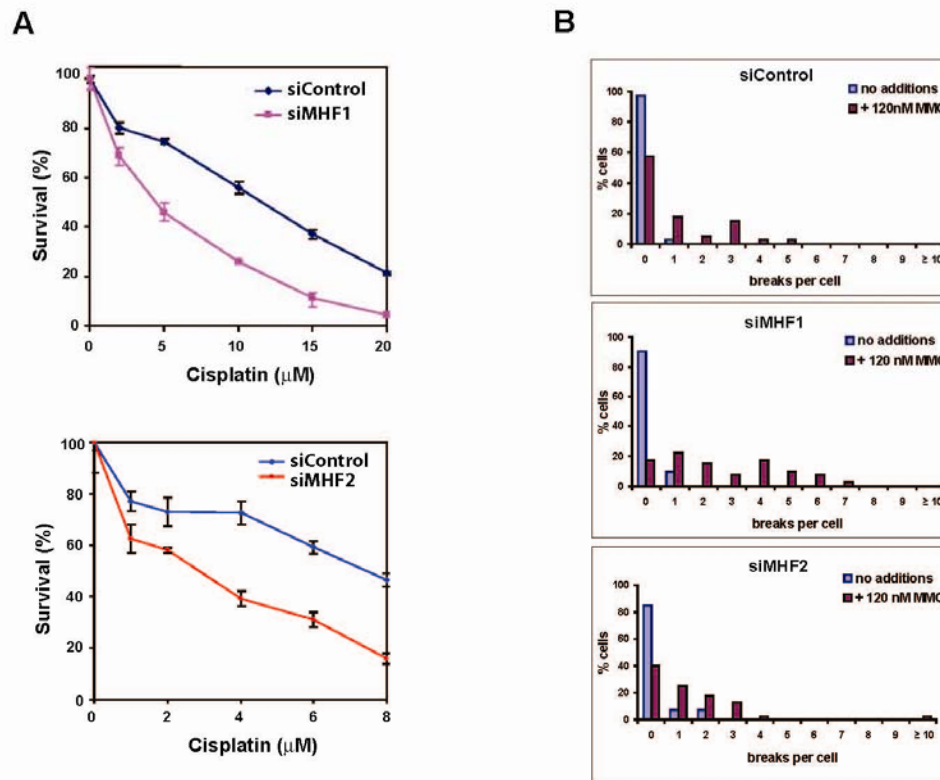 A
100
80
60
40
20
0
0 5 10 15 20
Survival (%)
Cisplatin (μM)
siControl
siMHF1
100
80
60
40
20
0
0 2 4 6 8
Survival (%)
Cisplatin (μM)
siControl
siMHF2
B
siControl
no additions
+ 120nM MMC
100
80
60
40
20
0
% cells
0 1 2 3 4 5 6 7 8 9 ≥ 10
breaks per cell
siMHF1
no additions
+ 120 nM MMC
100
80
60
40
20
0
% cells
0 1 2 3 4 5 6 7 8 9 ≥ 10
breaks per cell
siMHF2
no additions
+ 120 nM MMC
100
80
60
40
20
0
% cells
0 1 2 3 4 5 6 7 8 9 ≥ 10
breaks per cell